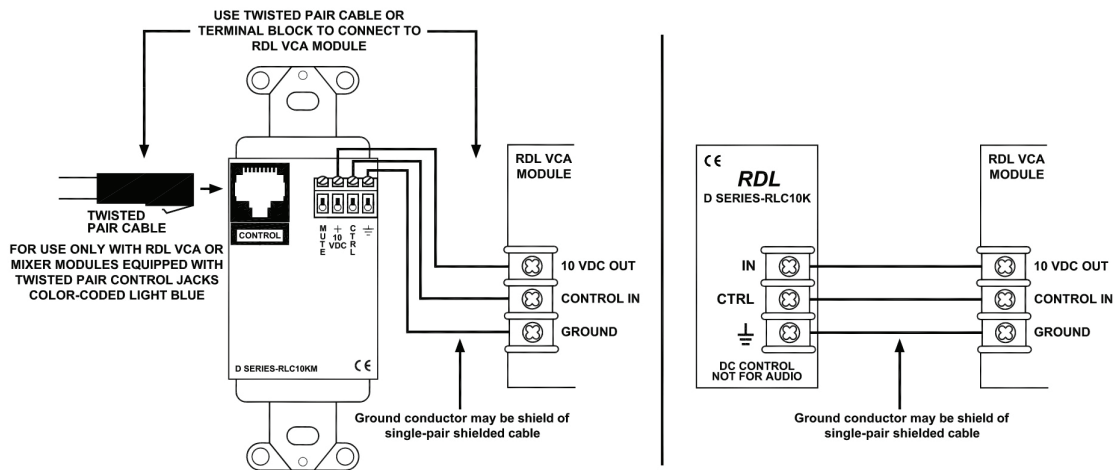 USE TWISTED PAIR CABLE OR
TERMINAL BLOCK TO CONNECT TO
RDL VCA MODULE
TWISTED
PAIR CABLE
FOR USE ONLY WITH RDL VCA OR
MIXER MODULES EQUIPPED WITH
TWISTED PAIR CONTROL JACKS
COLOR-CODED LIGHT BLUE
CONTROL
MUTE
+ 10 VDC
CTRL
D SERIES-RLC10KM
CE
RDL VCA
MODULE
10 VDC OUT
CONTROL IN
GROUND
Ground conductor may be shield of
single-pair shielded cable
CE
RDL
D SERIES-RLC10K
IN
CTRL
DC CONTROL
NOT FOR AUDIO
RDL VCA
MODULE
10 VDC OUT
CONTROL IN
GROUND
Ground conductor may be shield of
single-pair shielded cable